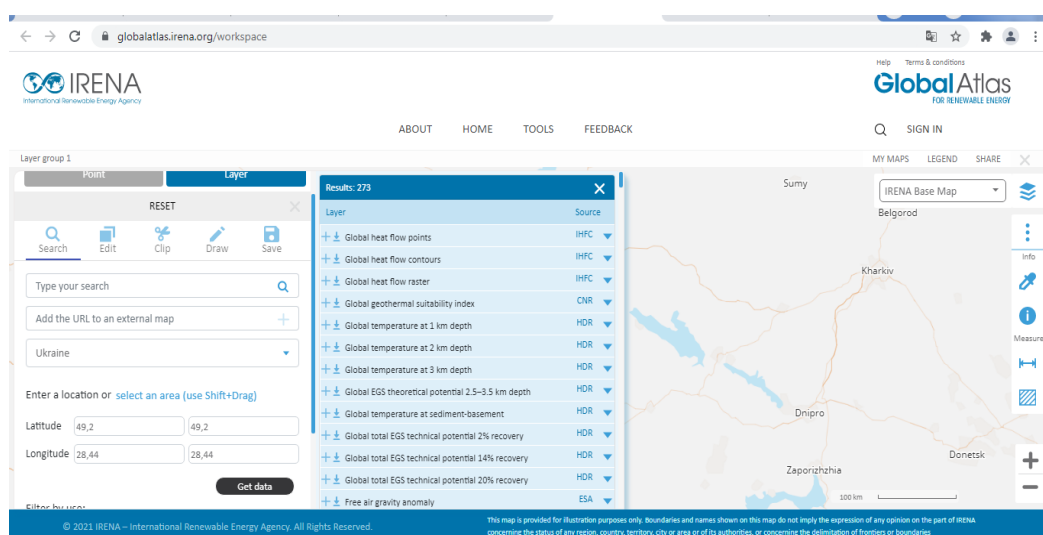 globalatlas.irena.org/workspace
IRENA
International Renewable Energy Agency
Help Terms & conditions
Global Atlas
FOR RENEWABLE ENERGY
ABOUT HOME TOOLS FEEDBACK
SIGN IN
Layer group 1
MY MAPS LEGEND SHARE
Point Layer
RESET
Search Edit Clip Draw Save
Type your search
Add the URL to an external map
Ukraine
Enter a location or select an area (use Shift+Drag)
Latitude 49,2 49,2
Longitude 28,44 28,44
Get data
Filter by use:
Results: 273
Layer Source
Global heat flow points IHFC
Global heat flow contours IHFC
Global heat flow raster IHFC
Global geothermal suitability index CNR
Global temperature at 1 km depth HDR
Global temperature at 2 km depth HDR
Global temperature at 3 km depth HDR
Global EGS theoretical potential 2.5–3.5 km depth HDR
Global temperature at sediment-basement HDR
Global total EGS technical potential 2% recovery HDR
Global total EGS technical potential 14% recovery HDR
Global total EGS technical potential 20% recovery HDR
Free air gravity anomaly ESA
Sumy
IRENA Base Map
Belgorod
Kharkiv
Info
Measure
Dnipro
Donetsk
Zaporizhzhia
100 km
© 2021 IRENA – International Renewable Energy Agency. All Rights Reserved.
This map is provided for illustration purposes only. Boundaries and names shown on this map do not imply the expression of any opinion on the part of IRENA
concerning the status of any region, country, territory, city or area or of its authorities, or concerning the delimitation of frontiers or boundaries